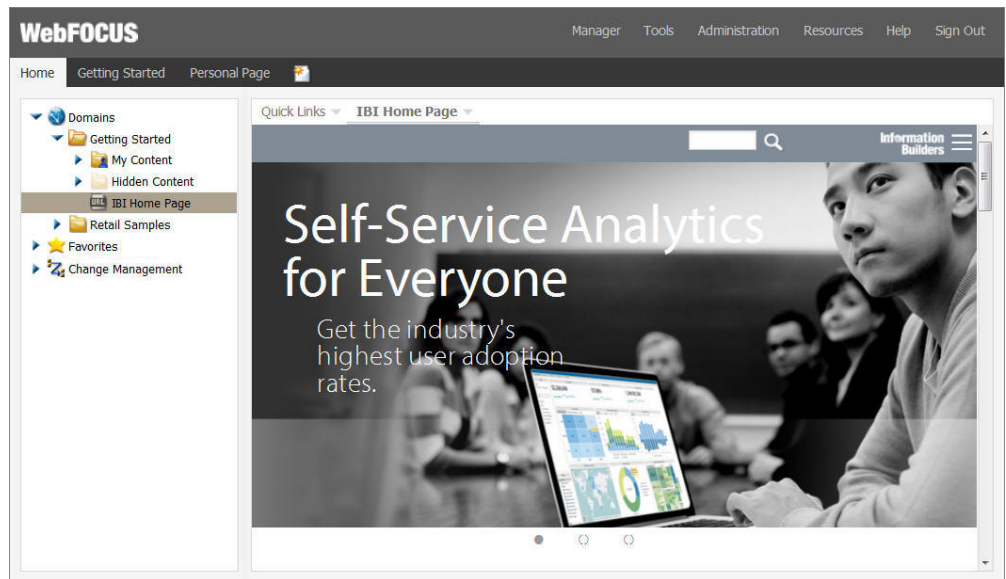 WebFOCUS
Manager Tools Administration Resources Help Sign Out
Home Getting Started Personal Page
Domains
Getting Started
My Content
Hidden Content
URL IBI Home Page
Retail Samples
Favorites
Change Management
Quick Links IBI Home Page
Information
Builders
Self-Service Analytics
for Everyone
Get the industry's
highest user adoption
rates.